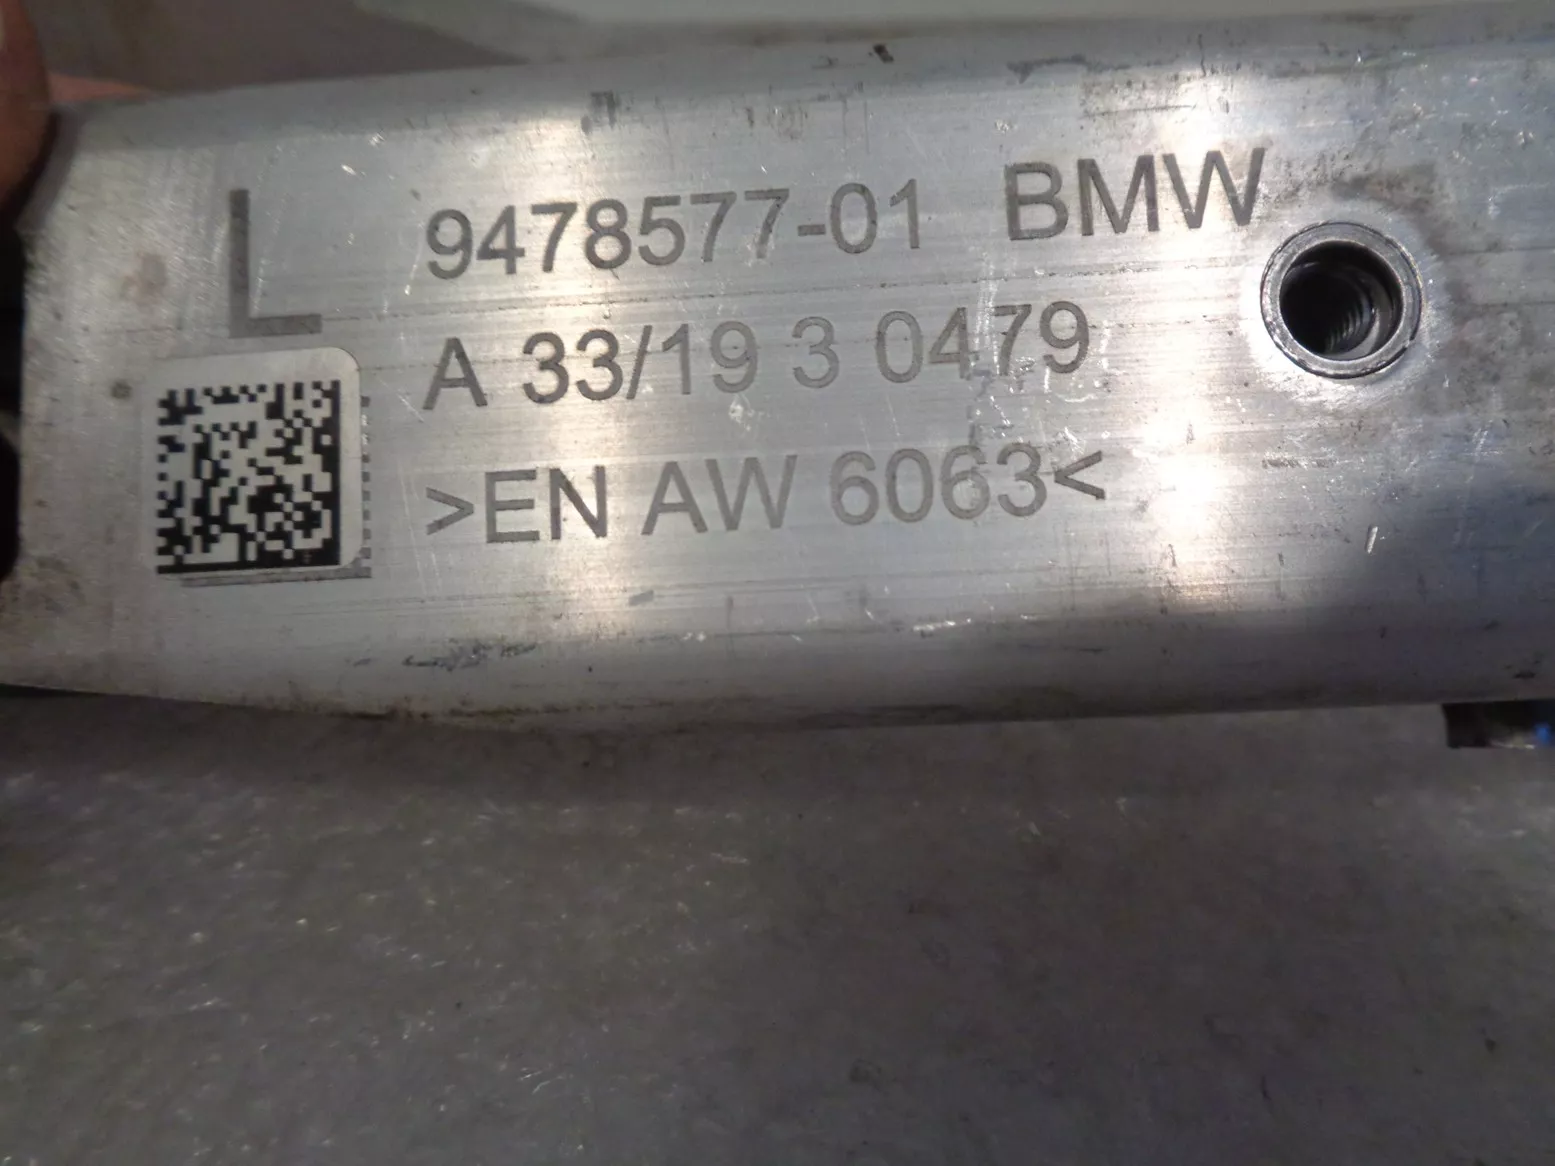 L
9478577-01 BMW
A 33/19 3 0479
>EN AW 6063<